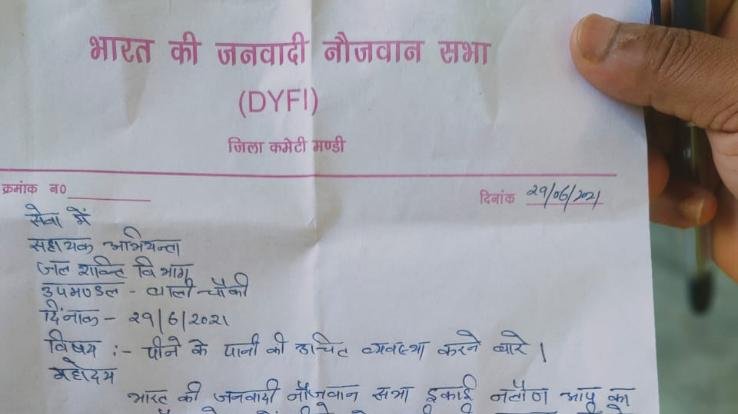 भारत की जनवादी नौजवान सभा
(DYFI)
जिला कमेटी मण्डी
क्रमांक न० दिनांक 29/06/2021
सेवा में
सहायक अभियन्ता
जल शक्ति विभाग
उपमण्डल - बाली-चौकी
दिनाक - 29/6/2021
विषय :- पीने के पानी की उचित व्यवस्था करने बारे ।
महोदय
भारत की जनवादी नौजवान सभा इकाई आप का